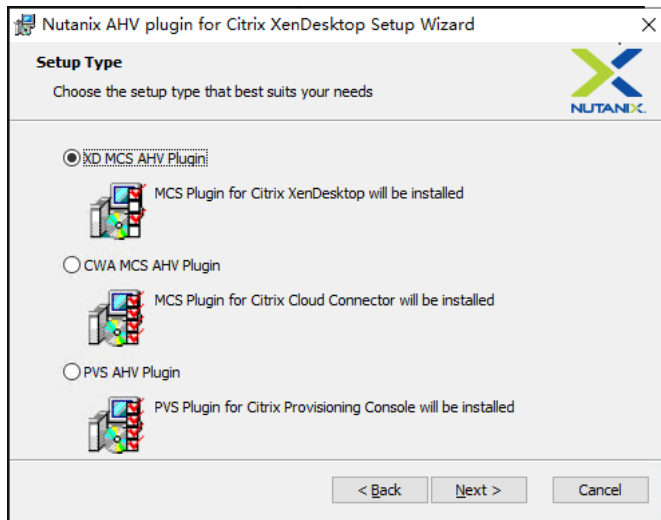 Nutanix AHV plugin for Citrix XenDesktop Setup Wizard
Setup Type
Choose the setup type that best suits your needs
NUTANIX.
XD MCS AHV Plugin
MCS Plugin for Citrix XenDesktop will be installed
CWA MCS AHV Plugin
MCS Plugin for Citrix Cloud Connector will be installed
PVS AHV Plugin
PVS Plugin for Citrix Provisioning Console will be installed
< Back
Next >
Cancel